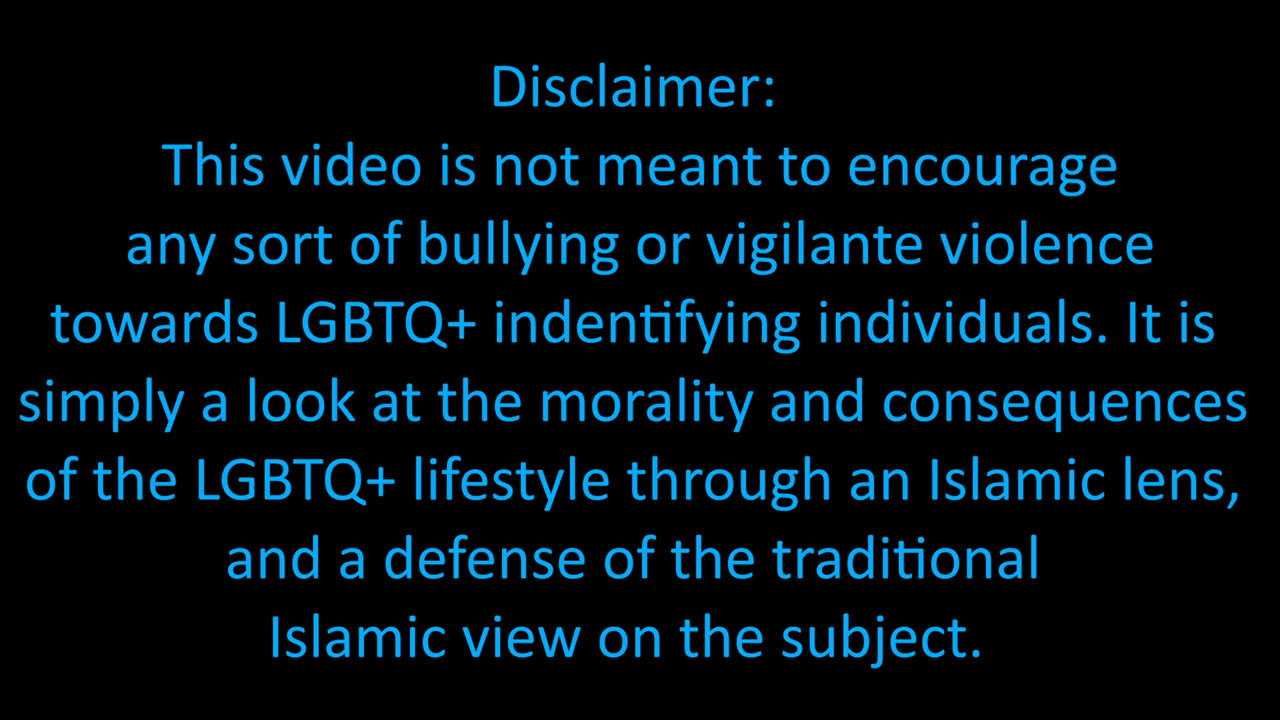 Disclaimer:
This video is not meant to encourage
any sort of bullying or vigilante violence
towards LGBTQ+ indentifying individuals. It is
simply a look at the morality and consequences
of the LGBTQ+ lifestyle through an Islamic lens,
and a defense of the traditional
Islamic view on the subject.